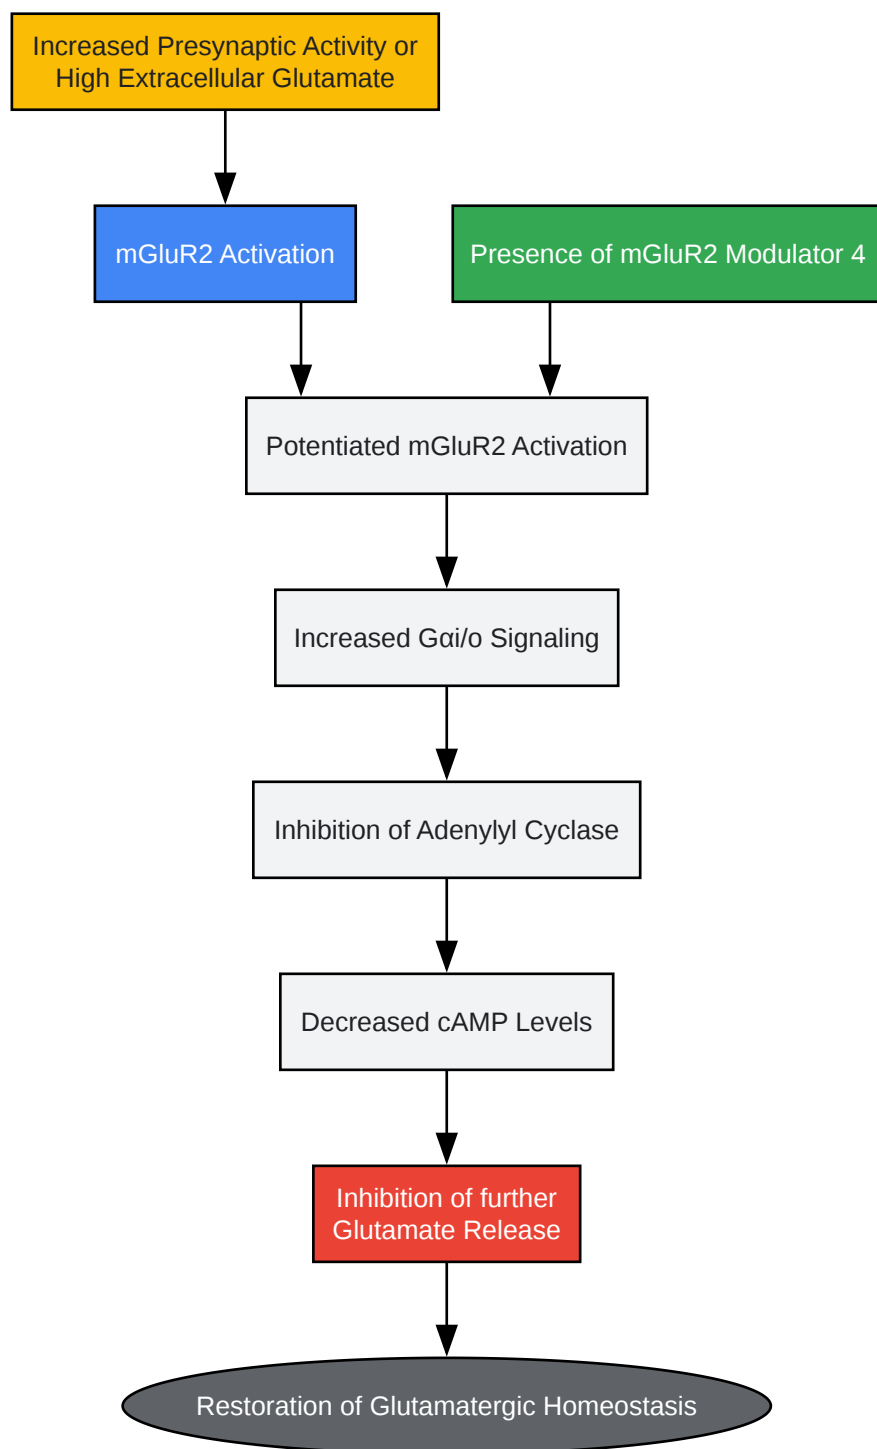 Increased Presynaptic Activity or
High Extracellular Glutamate
mGluR2 Activation
Presence of mGluR2 Modulator 4
Potentiated mGluR2 Activation
Increased Gαi/o Signaling
Inhibition of Adenylyl Cyclase
Decreased cAMP Levels
Inhibition of further
Glutamate Release
Restoration of Glutamatergic Homeostasis